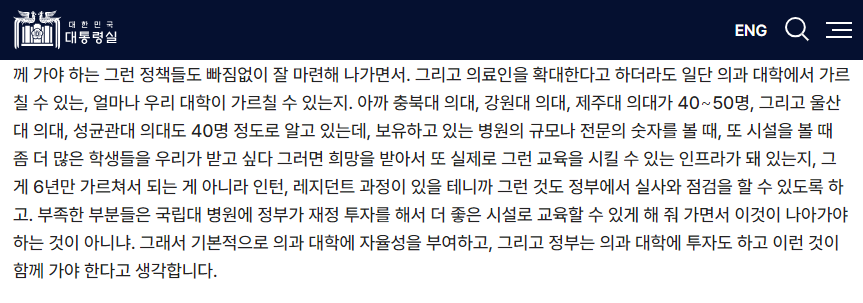 대 한 민 국
대통령실
ENG
께 가야 하는 그런 정책들도 빠짐없이 잘 마련해 나가면서. 그리고 의료인을 확대한다고 하더라도 일단 의과 대학에서 가르
칠 수 있는, 얼마나 우리 대학이 가르칠 수 있는지. 아까 충북대 의대, 강원대 의대, 제주대 의대가 40~50명, 그리고 울산
대 의대, 성균관대 의대도 40명 정도로 알고 있는데, 보유하고 있는 병원의 규모나 전문의 숫자를 볼 때, 또 시설을 볼 때
좀 더 많은 학생들을 우리가 받고 싶다 그러면 희망을 받아서 또 실제로 그런 교육을 시킬 수 있는 인프라가 돼 있는지, 그
게 6년만 가르쳐서 되는 게 아니라 인턴, 레지던트 과정이 있을 테니까 그런 것도 정부에서 실사와 점검을 할 수 있도록 하
고. 부족한 부분들은 국립대 병원에 정부가 재정 투자를 해서 더 좋은 시설로 교육할 수 있게 해 줘 가면서 이것이 나아가야
하는 것이 아니냐. 그래서 기본적으로 의과 대학에 자율성을 부여하고, 그리고 정부는 의과 대학에 투자도 하고 이런 것이
함께 가야 한다고 생각합니다.